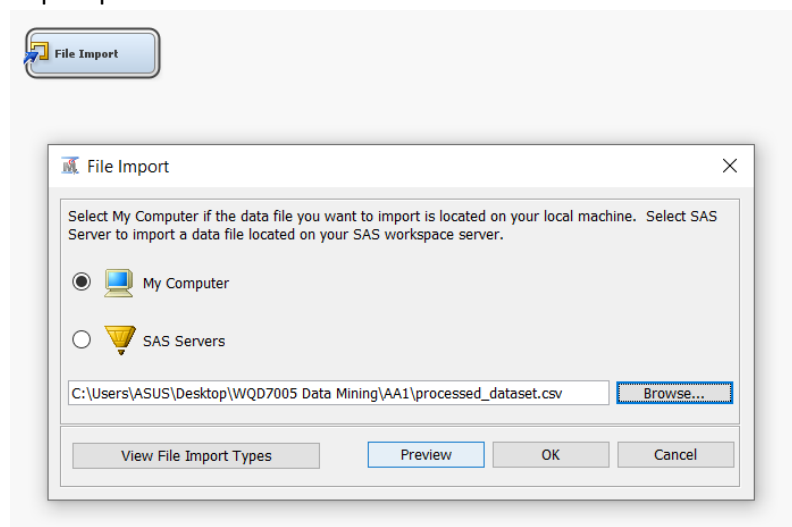 File Import
File Import
Select My Computer if the data file you want to import is located on your local machine. Select SAS
Server to import a data file located on your SAS workspace server.
My Computer
SAS Servers
C:\Users\ASUS\Desktop\WQD7005 Data Mining\AA1\processed_dataset.csv Browse...
View File Import Types Preview OK Cancel